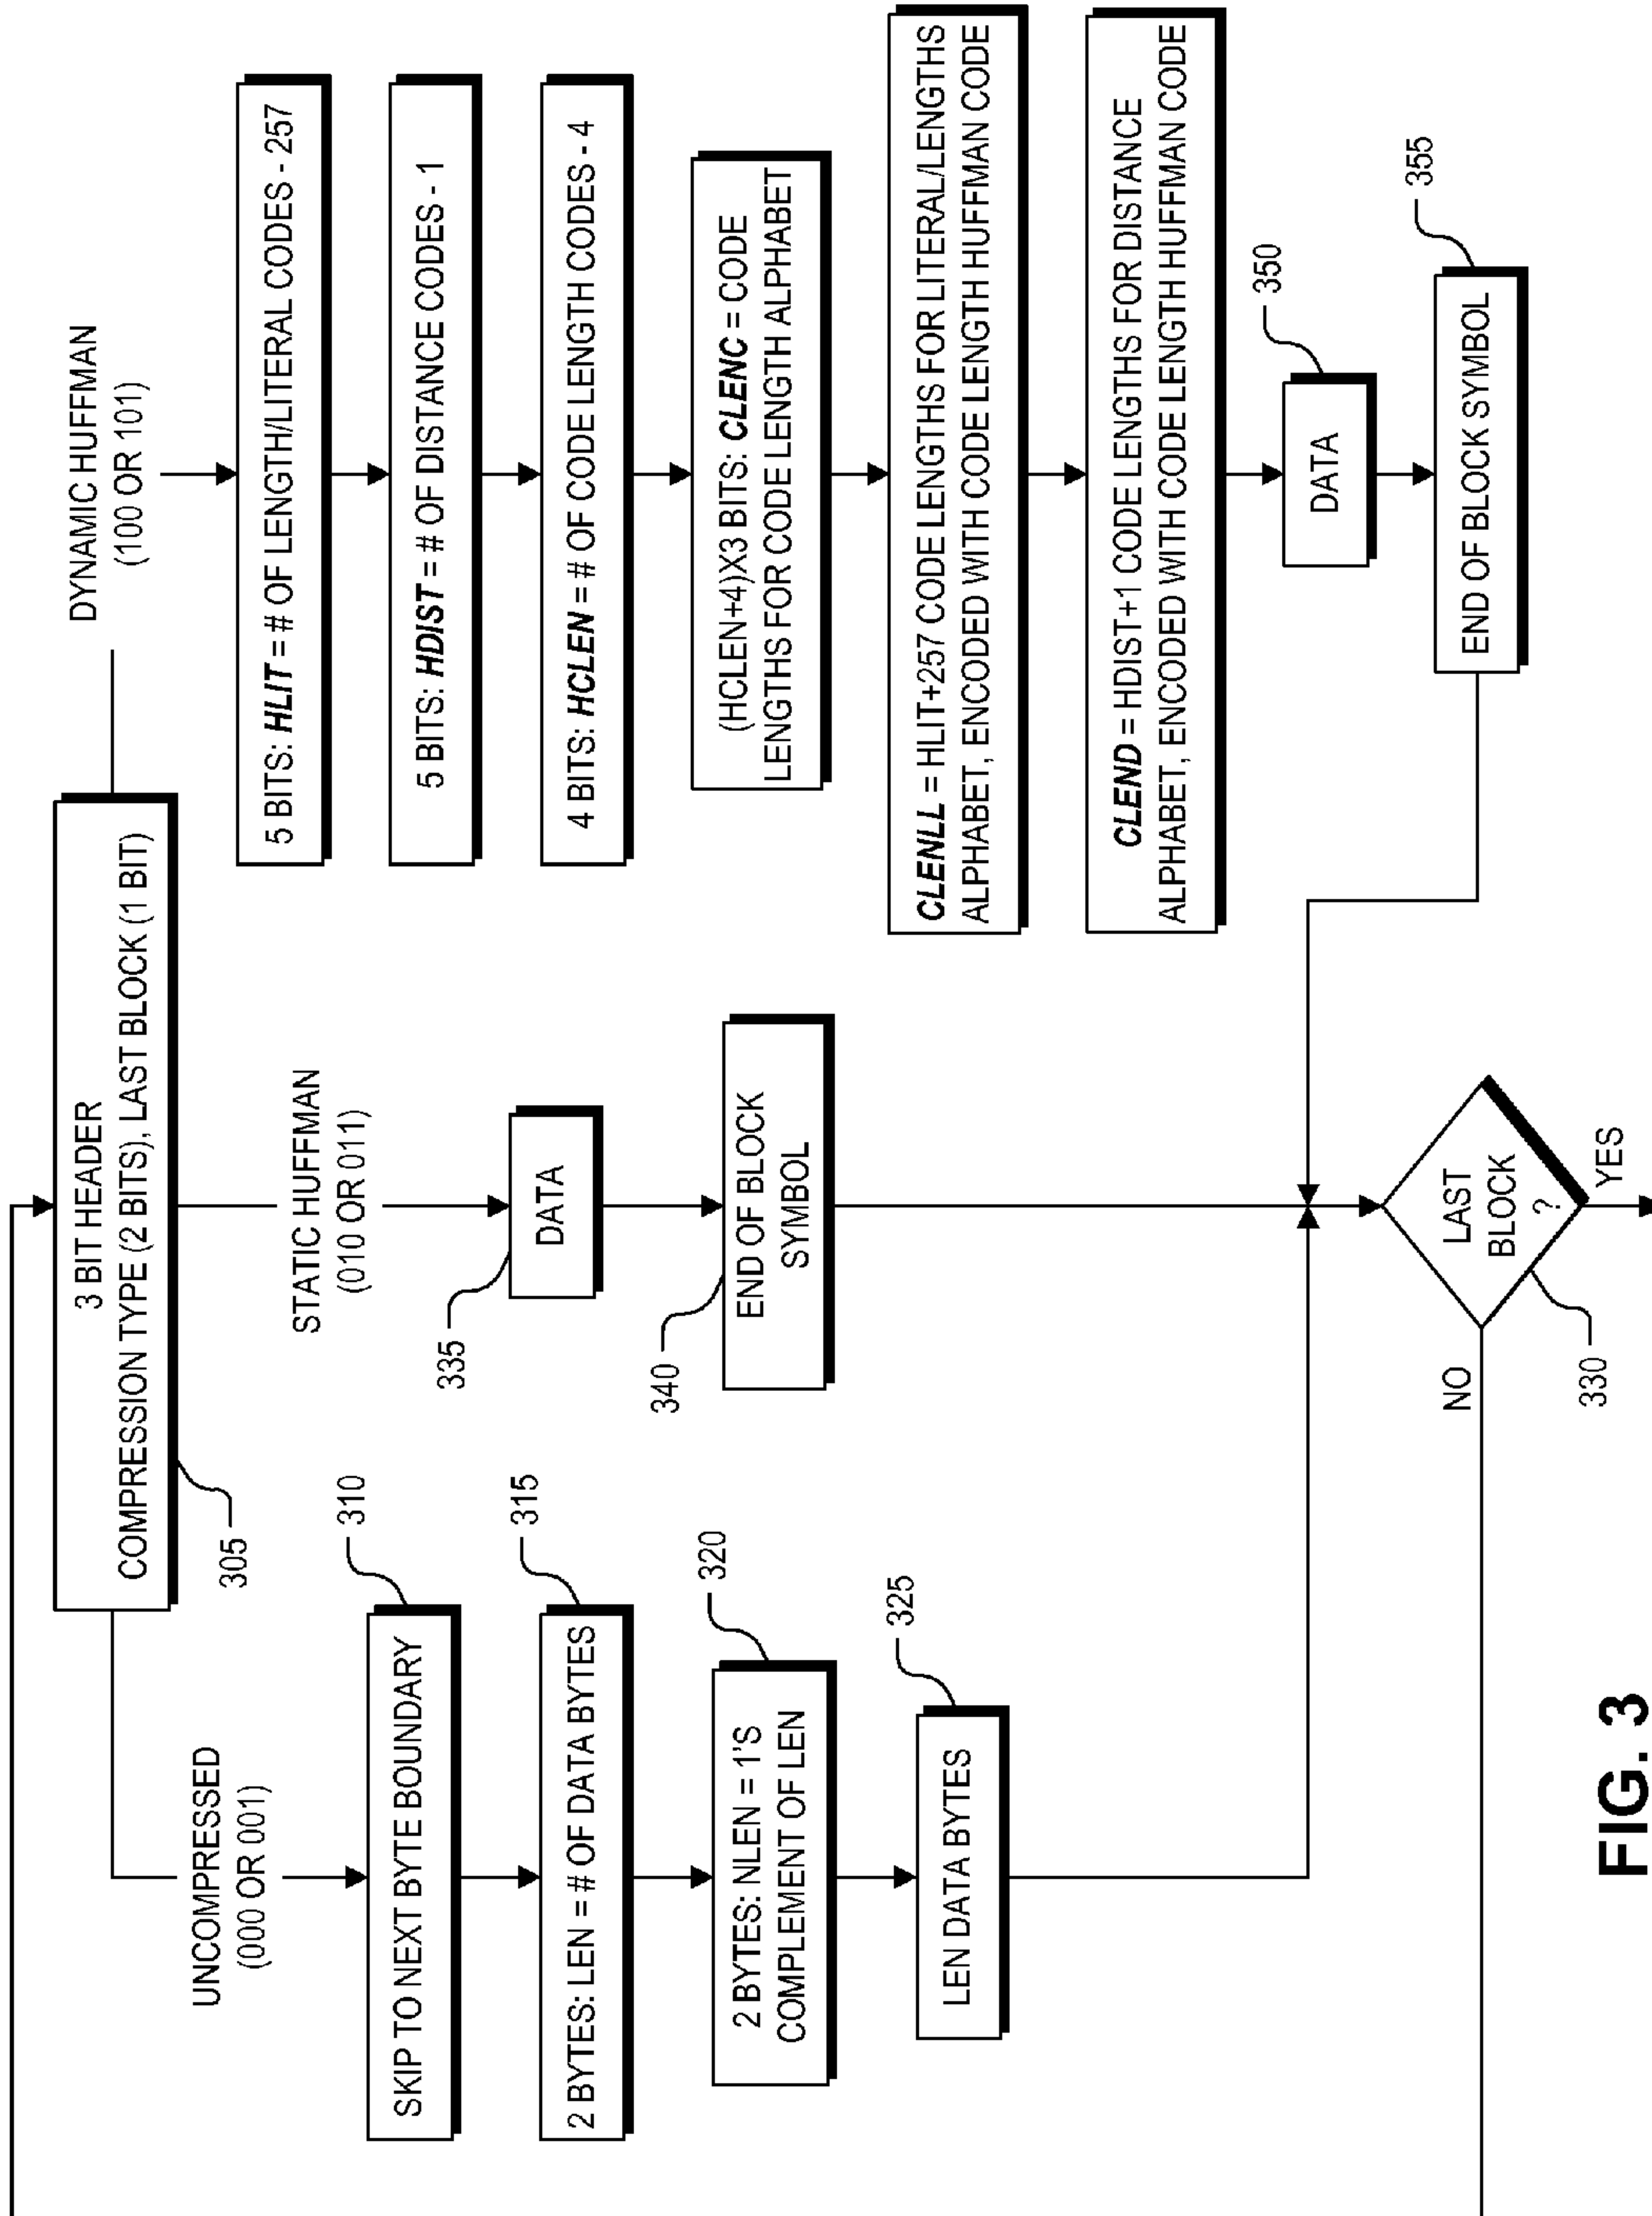 3 BIT HEADER
COMPRESSION TYPE (2 BITS), LAST BLOCK (1 BIT)
305
UNCOMPRESSED
(000 OR 001)
SKIP TO NEXT BYTE BOUNDARY
310
2 BYTES: LEN = # OF DATA BYTES
315
2 BYTES: NLEN = 1'S
COMPLEMENT OF LEN
320
LEN DATA BYTES
325
STATIC HUFFMAN
(010 OR 011)
335
DATA
340
END OF BLOCK
SYMBOL
DYNAMIC HUFFMAN
(100 OR 101)
5 BITS: HLIT = # OF LENGTH/LITERAL CODES - 257
5 BITS: HDIST = # OF DISTANCE CODES - 1
4 BITS: HCLEN = # OF CODE LENGTH CODES - 4
(HCLEN+4)X3 BITS: CLENC = CODE
LENGTHS FOR CODE LENGTH ALPHABET
CLENLL = HLIT+257 CODE LENGTHS FOR LITERAL/LENGTHS
ALPHABET, ENCODED WITH CODE LENGTH HUFFMAN CODE
CLEND = HDIST+1 CODE LENGTHS FOR DISTANCE
ALPHABET, ENCODED WITH CODE LENGTH HUFFMAN CODE
DATA
350
END OF BLOCK SYMBOL
355
LAST
BLOCK
?
NO
YES
330
FIG. 3